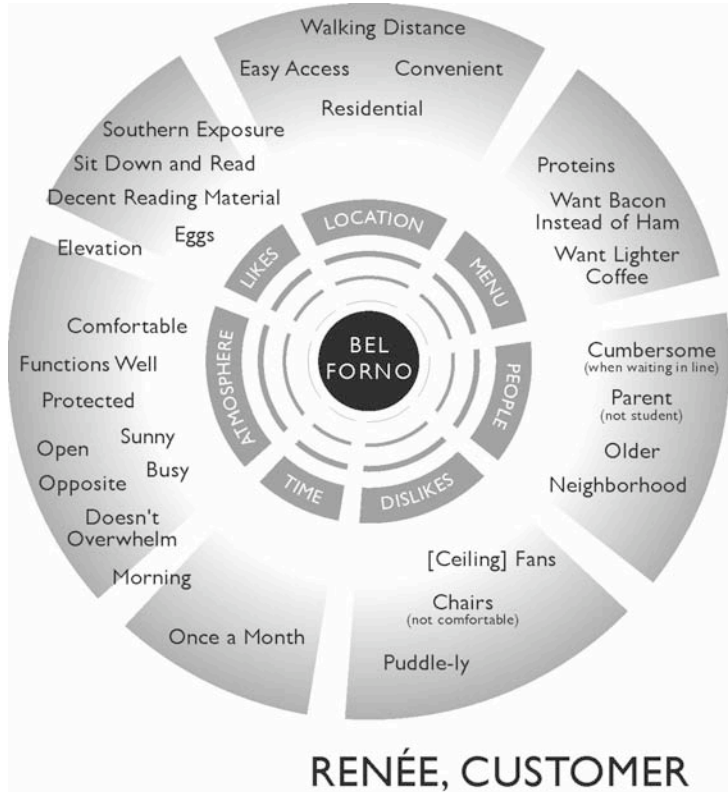 Walking Distance
Easy Access
Convenient
Residential
Southern Exposure
Sit Down and Read
Decent Reading Material
Eggs
Elevation
Proteins
Want Bacon
Instead of Ham
Want Lighter
Coffee
LOCATION
LIKES
MENU
BEL
FORNO
ATMOSPHERE
PEOPLE
TIME
DISLIKES
Comfortable
Functions Well
Protected
Sunny
Open
Busy
Opposite
Doesn't
Overwhelm
Morning
Cumbersome
(when waiting in line)
Parent
(not student)
Older
Neighborhood
Once a Month
[Ceiling] Fans
Chairs
(not comfortable)
Puddle-ly
RENÉE, CUSTOMER